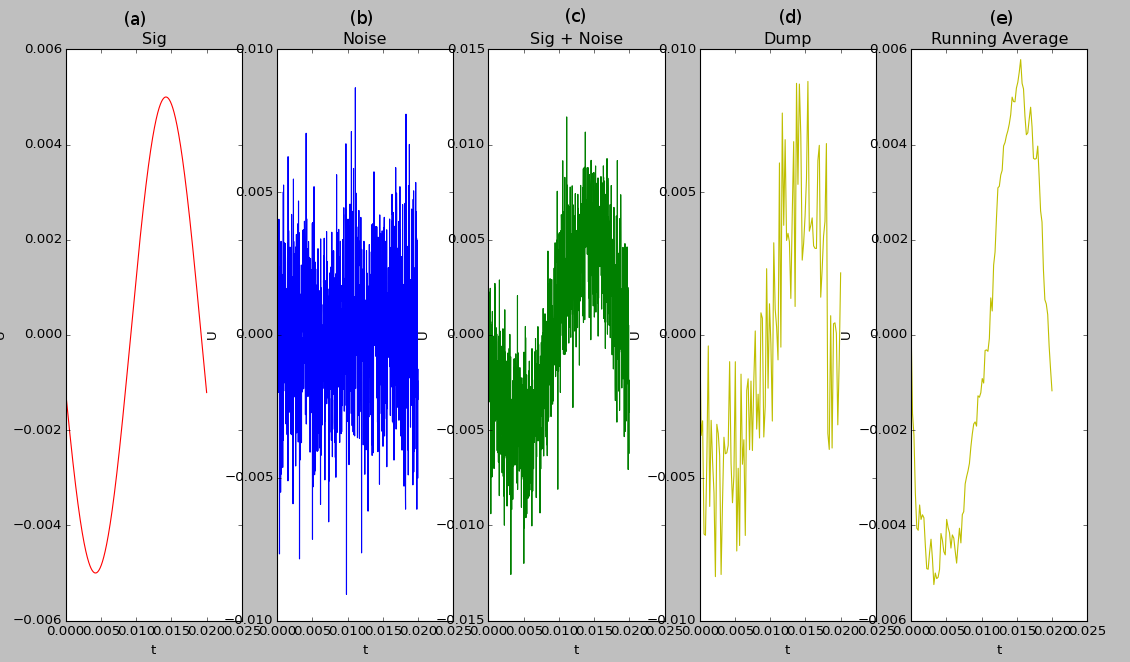 (a) (b) (c) (d) (e)
Sig Noise Sig + Noise Dump Running Average
0.006 0.010 0.015 0.010 0.006
0.004 0.010 0.004
0.005 0.005
0.002 0.005 0.002
0.000 0.000 0.000 0.000 0.000
U U U U U
−0.002 −0.005 −0.002
−0.005 −0.005
−0.004 −0.010 −0.004
−0.006 −0.010 −0.015 −0.010 −0.006
0.000 0.005 0.010 0.015 0.020 0.025 0.000 0.005 0.010 0.015 0.020 0.025 0.000 0.005 0.010 0.015 0.020 0.025 0.000 0.005 0.010 0.015 0.020 0.025 0.000 0.005 0.010 0.015 0.020 0.025
t t t t t